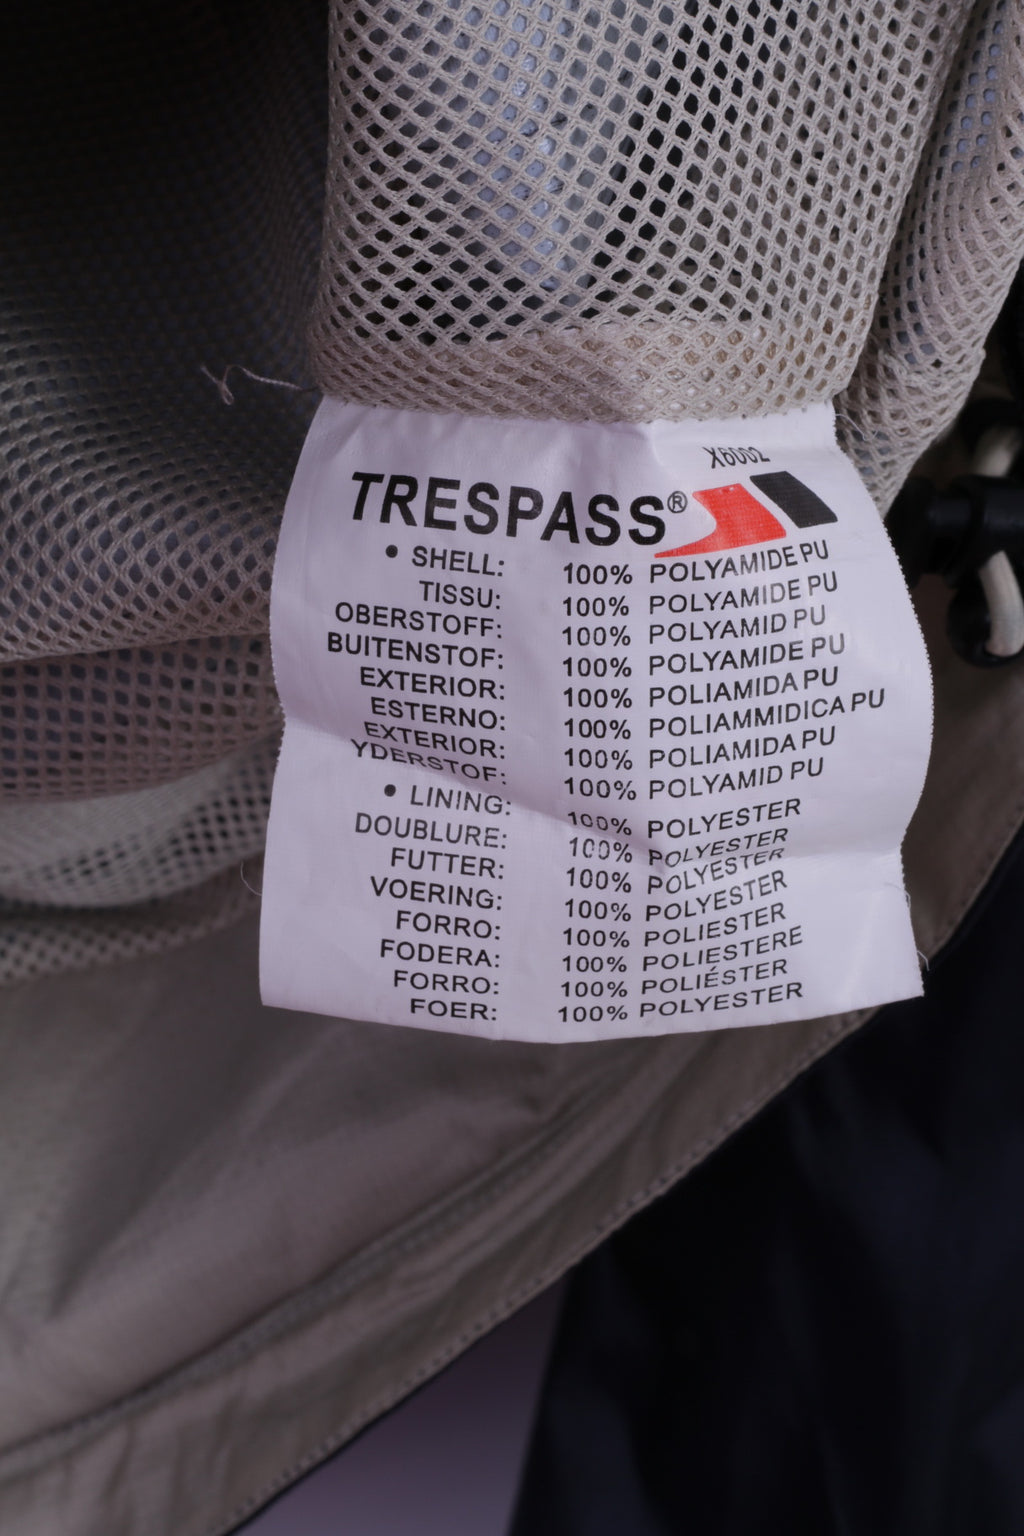 X6002
TRESPASS®
• SHELL: 100% POLYAMIDE PU
TISSU: 100% POLYAMIDE PU
OBERSTOFF: 100% POLYAMID PU
BUITENSTOF: 100% POLYAMIDE PU
EXTERIOR: 100% POLIAMIDA PU
ESTERNO: 100% POLIAMMIDICA PU
EXTERIOR: 100% POLIAMIDA PU
YDERSTOF: 100% POLYAMID PU
• LINING: 100% POLYESTER
DOUBLURE: 100% POLYESTER
FUTTER: 100% POLYESTER
VOERING: 100% POLYESTER
FORRO: 100% POLIESTER
FODERA: 100% POLIESTERE
FORRO: 100% POLIÉSTER
FOER: 100% POLYESTER